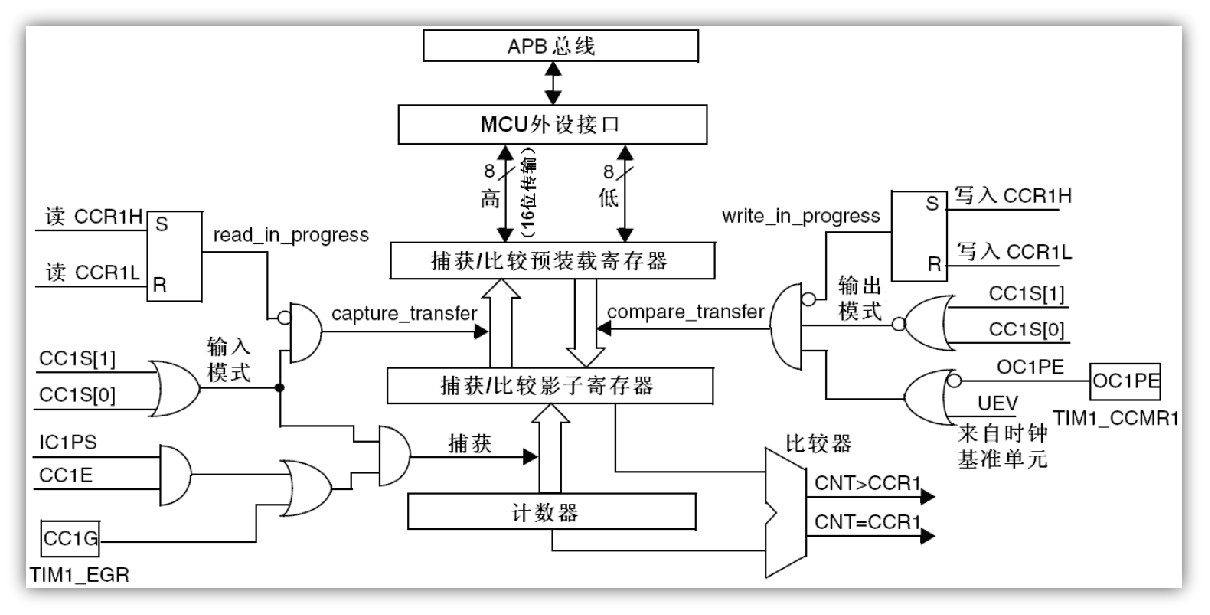 APB 总线
MCU外设接口
8
高
(16位传输)
8
低
读 CCR1H
S
读 CCR1L
R
read_in_progress
write_in_progress
S
写入 CCR1H
R
写入 CCR1L
捕获/比较预装载寄存器
capture_transfer
compare_transfer
输入
模式
CC1S[1]
CC1S[0]
输出
模式
CC1S[1]
CC1S[0]
捕获/比较影子寄存器
OC1PE
OC1PE
UEV
TIM1_CCMR1
来自时钟
基准单元
IC1PS
CC1E
捕获
比较器
CNT>CCR1
CNT=CCR1
计数器
CC1G
TIM1_EGR